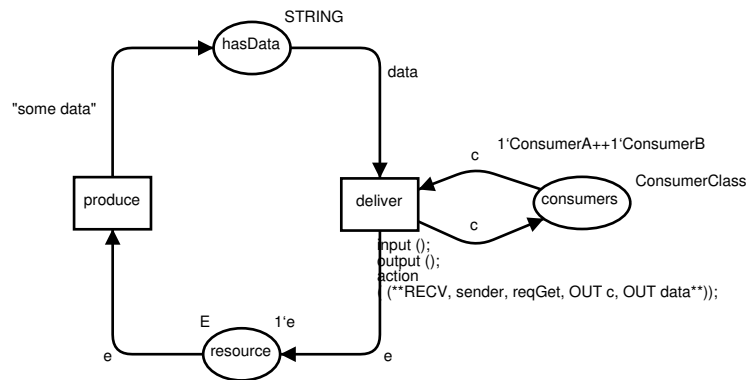 STRING
hasData
data
"some data"
1‘ConsumerA++1‘ConsumerB
c
ConsumerClass
produce
deliver
consumers
c
input ();
output ();
action
( (**RECV, sender, reqGet, OUT c, OUT data**));
E
1‘e
e
resource
e